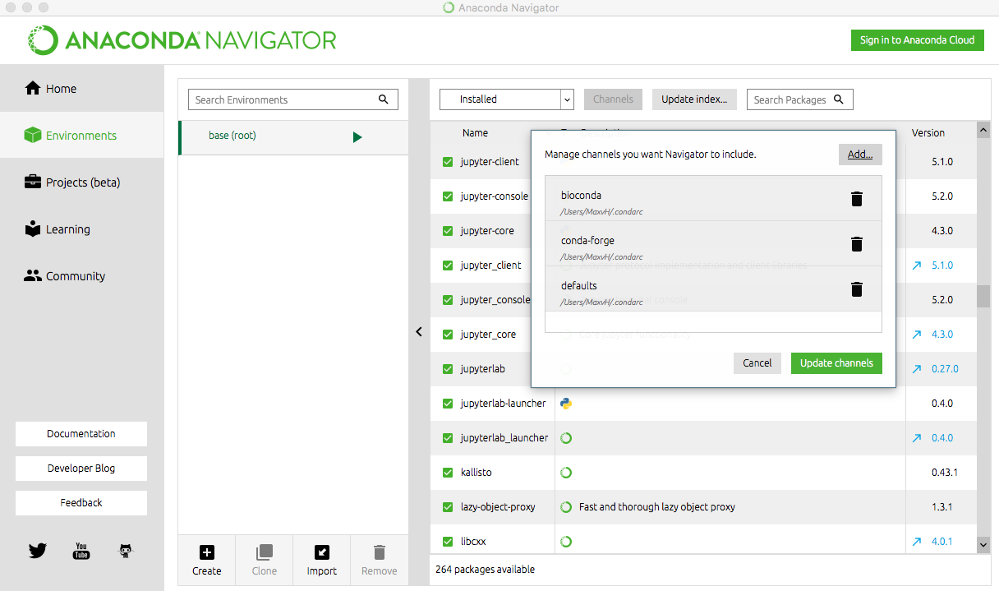 Anaconda Navigator
ANACONDA NAVIGATOR
Sign in to Anaconda Cloud
Home
Environments
Projects (beta)
Learning
Community
Documentation
Developer Blog
Feedback
You
Tube
Search Environments
base (root)
Create
Clone
Import
Remove
Installed
Channels
Update index...
Search Packages
Name
T
Description
Version
jupyter-client
5.1.0
jupyter-console
5.2.0
jupyter-core
4.3.0
jupyter_client
Jupyter protocol implementation and client libraries
5.1.0
jupyter_console
console
5.2.0
jupyter_core
Core jupyter functionality
4.3.0
jupyterlab
0.27.0
jupyterlab-launcher
0.4.0
jupyterlab_launcher
0.4.0
kallisto
0.43.1
lazy-object-proxy
Fast and thorough lazy object proxy
1.3.1
libcxx
4.0.1
264 packages available
Manage channels you want Navigator to include.
Add...
bioconda
/Users/MaxvH/.condarc
conda-forge
/Users/MaxvH/.condarc
defaults
/Users/MaxvH/.condarc
Cancel
Update channels